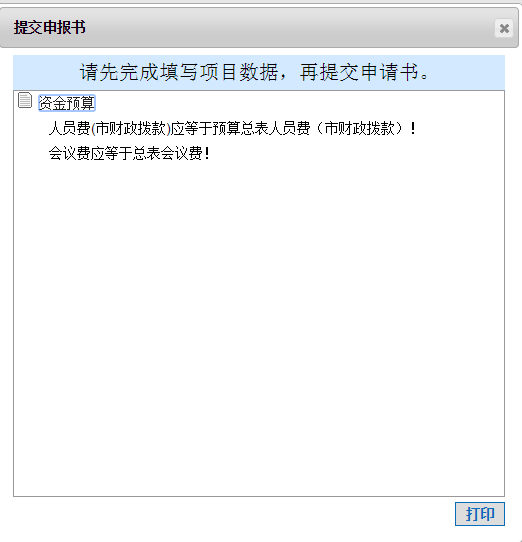 提交申报书
请先完成填写项目数据，再提交申请书。
资金预算
人员费(市财政拨款)应等于预算总表人员费（市财政拨款）！
会议费应等于总表会议费！
打印